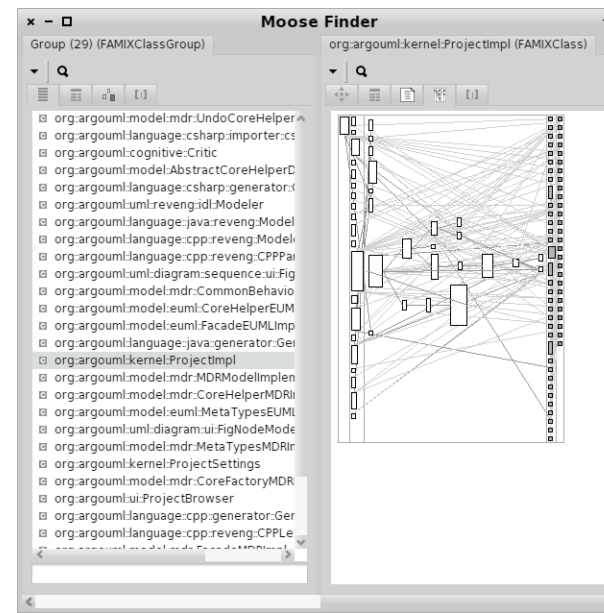 Moose Finder
Group (29) (FAMIXClassGroup)
org::argouml::kernel::ProjectImpl (FAMIXClass)
org::argouml::model::mdr::UndoCoreHelper
org::argouml::language::csharp::importer::cs
org::argouml::cognitive::Critic
org::argouml::model::AbstractCoreHelperD
org::argouml::language::csharp::generator::
org::argouml::uml::reveng::idl::Modeler
org::argouml::language::java::reveng::Model
org::argouml::language::cpp::reveng::Model
org::argouml::language::cpp::reveng::CPPPar
org::argouml::uml::diagram::sequence::ui::Fig
org::argouml::model::mdr::CommonBehavio
org::argouml::model::euml::CoreHelperEUM
org::argouml::model::euml::FacadeEUMLImp
org::argouml::language::java::generator::Ger
org::argouml::kernel::ProjectImpl
org::argouml::model::mdr::MDRModelImplem
org::argouml::model::mdr::CoreHelperMDRI
org::argouml::model::euml::MetaTypesEUML
org::argouml::uml::diagram::ui::FigNodeMode
org::argouml::model::mdr::MetaTypesMDRIm
org::argouml::kernel::ProjectSettings
org::argouml::model::mdr::CoreFactoryMDRI
org::argouml::ui::ProjectBrowser
org::argouml::language::cpp::generator::Ger
org::argouml::language::cpp::reveng::CPPLe